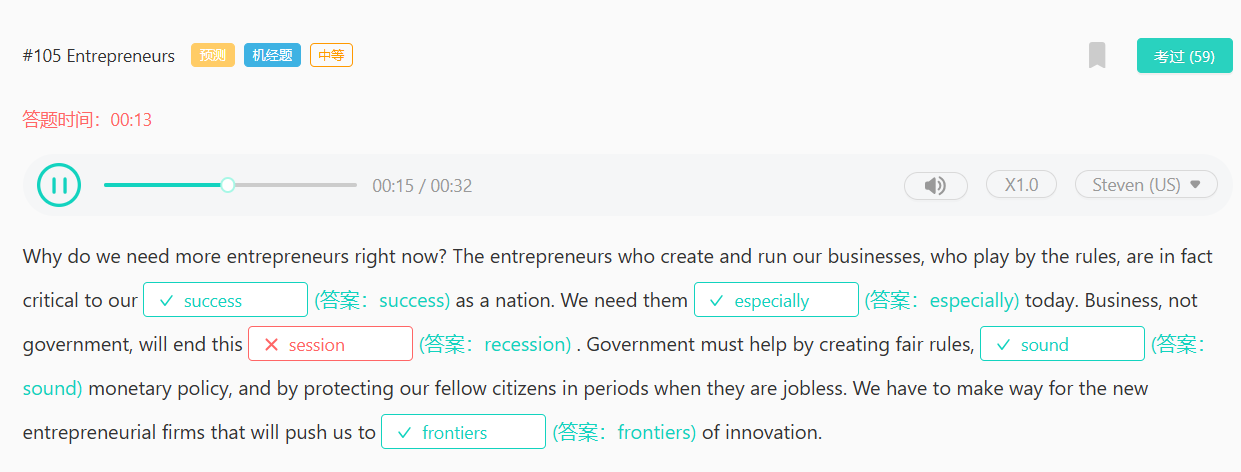 #105 Entrepreneurs 预测 机经题 中等 考过 (59)
答题时间：00:13
00:15 / 00:32 X1.0 Steven (US)
Why do we need more entrepreneurs right now? The entrepreneurs who create and run our businesses, who play by the rules, are in fact
critical to our success (答案：success) as a nation. We need them especially (答案：especially) today. Business, not
government, will end this session (答案：recession) . Government must help by creating fair rules, sound (答案：
sound) monetary policy, and by protecting our fellow citizens in periods when they are jobless. We have to make way for the new
entrepreneurial firms that will push us to frontiers (答案：frontiers) of innovation.